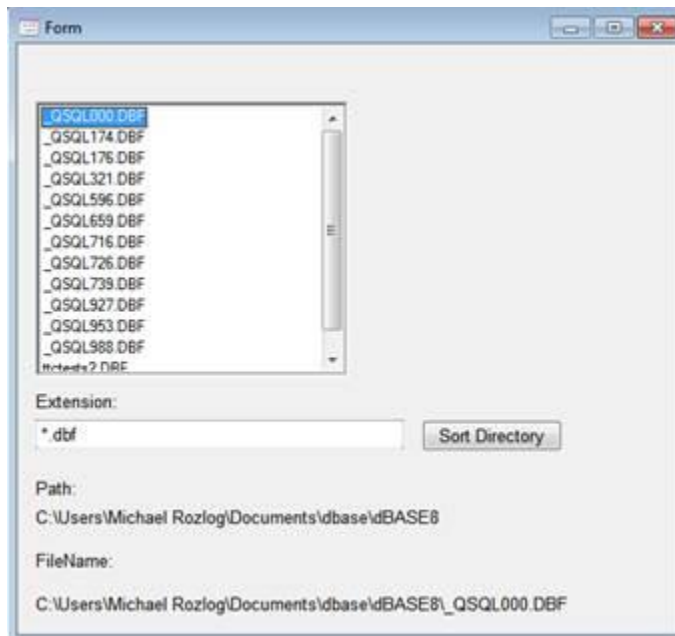 Form
_QSQL000.DBF
_QSQL174.DBF
_QSQL176.DBF
_QSQL321.DBF
_QSQL596.DBF
_QSQL659.DBF
_QSQL716.DBF
_QSQL726.DBF
_QSQL739.DBF
_QSQL927.DBF
_QSQL953.DBF
_QSQL988.DBF
Extension:
*.dbf
Sort Directory
Path:
C:\Users\Michael Rozlog\Documents\dbase\dBASE8
FileName:
C:\Users\Michael Rozlog\Documents\dbase\dBASE8\_QSQL000.DBF